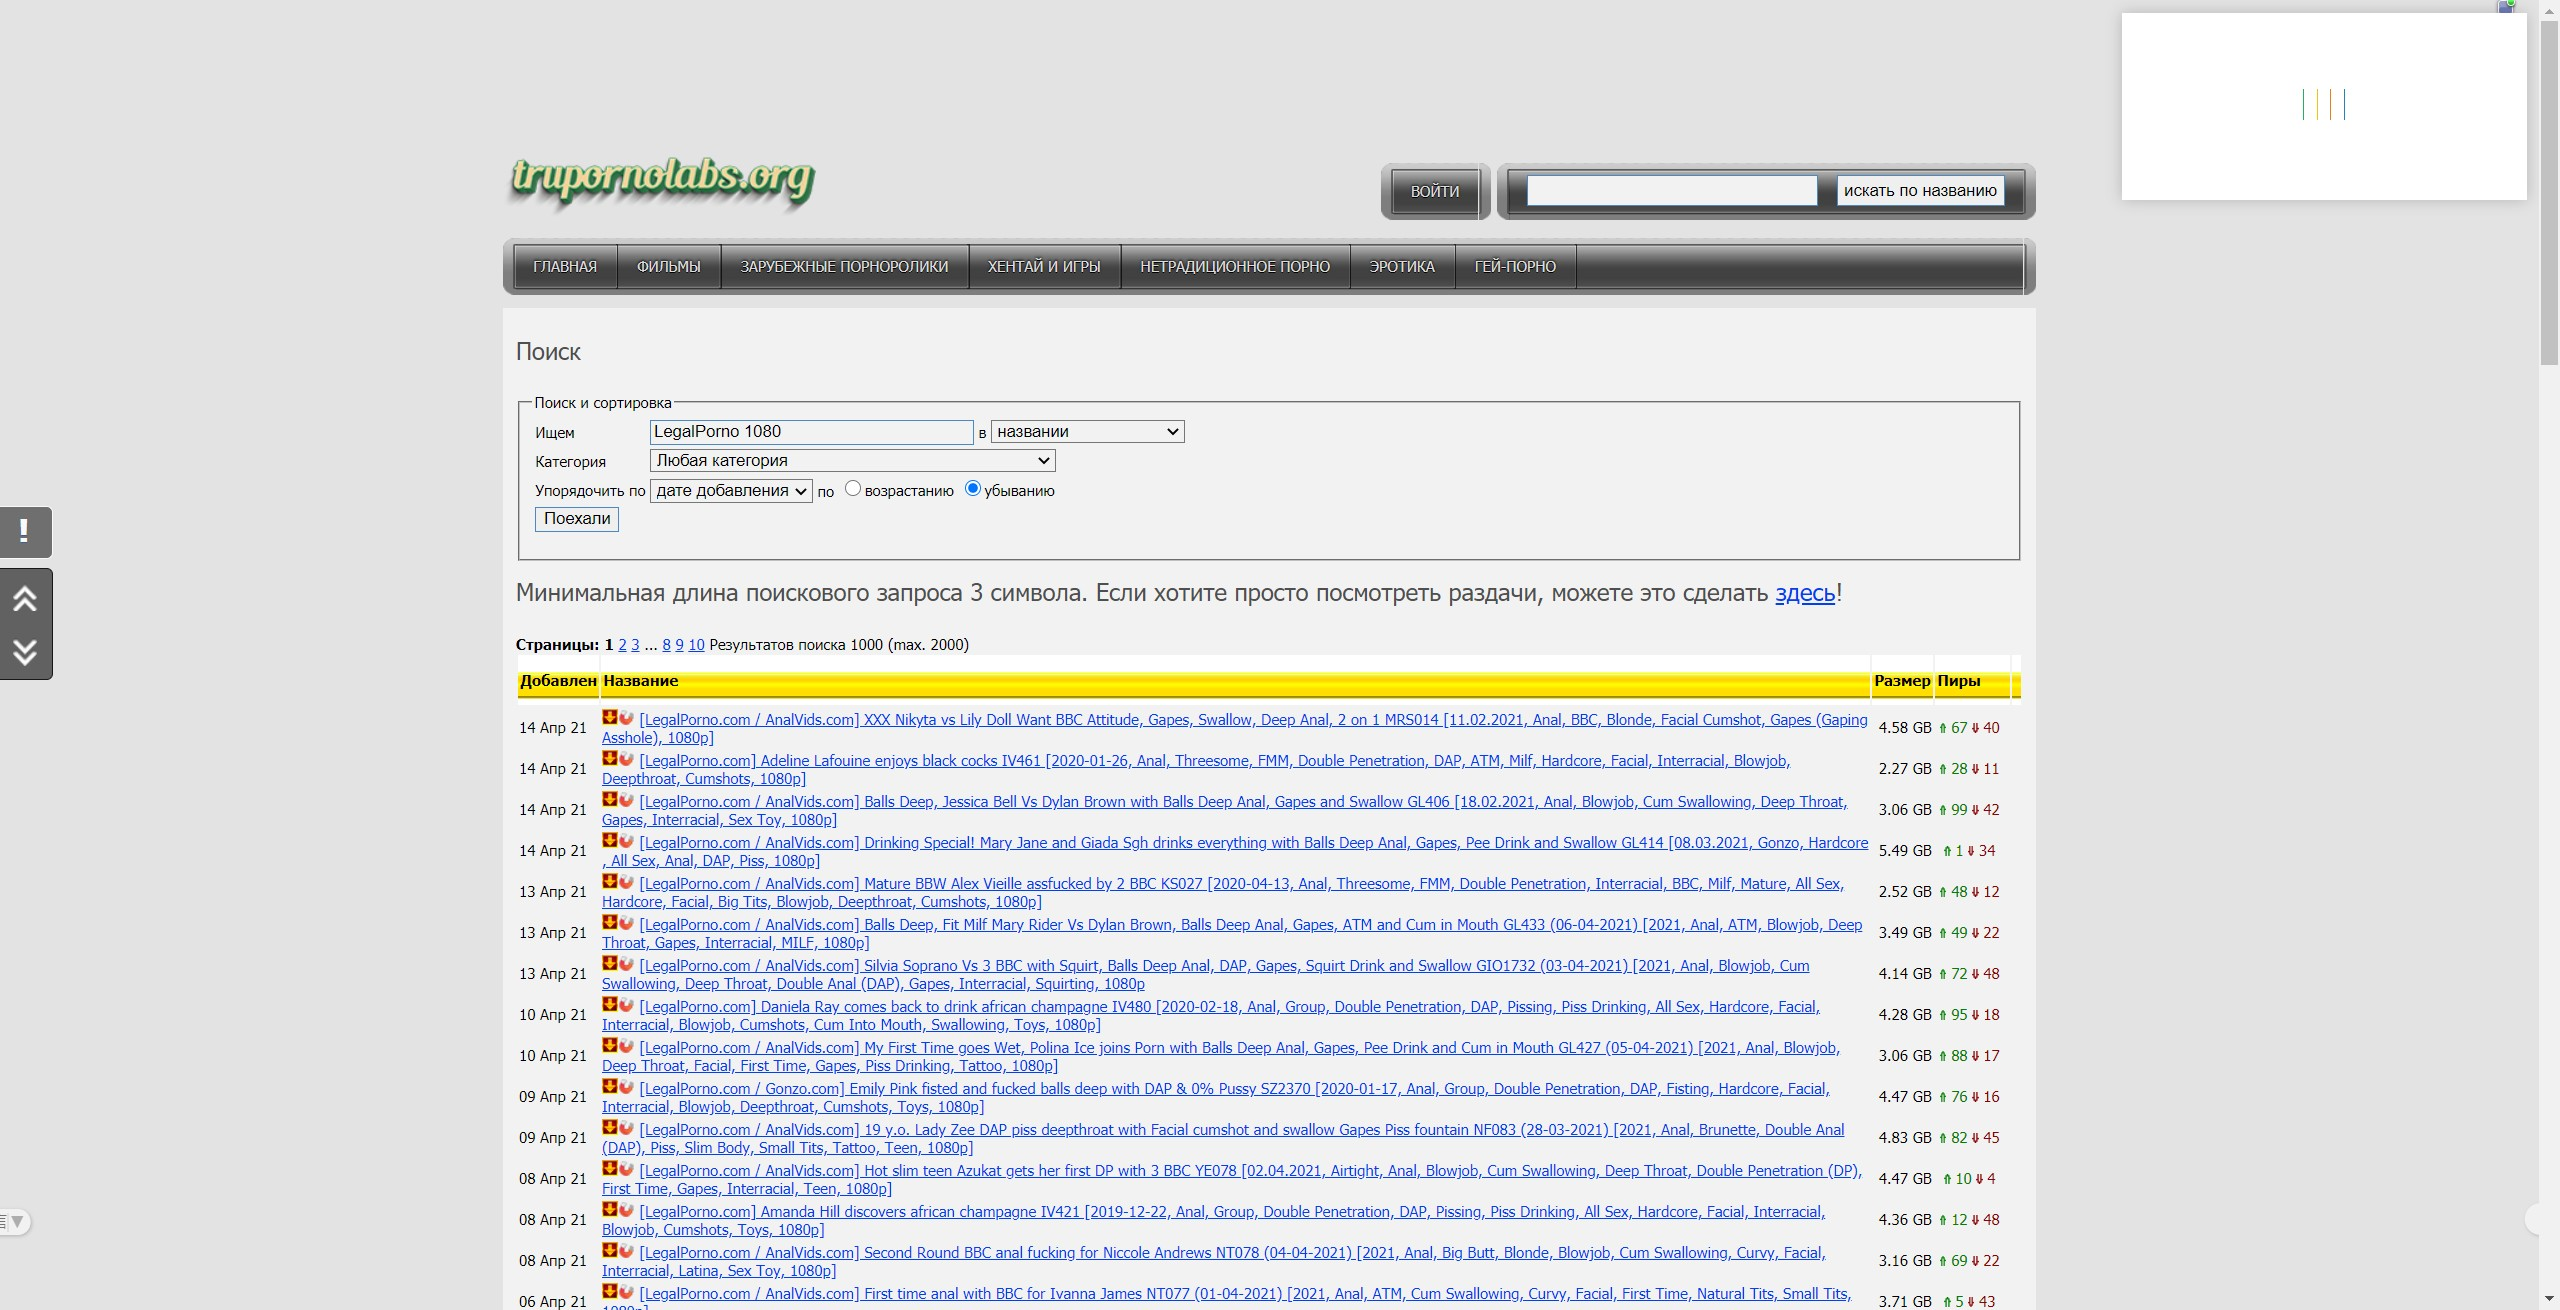 trupornolabs.org
ВОЙТИ
искать по названию
ГЛАВНАЯ ФИЛЬМЫ ЗАРУБЕЖНЫЕ ПОРНОРОЛИКИ ХЕНТАЙ И ИГРЫ НЕТРАДИЦИОННОЕ ПОРНО ЭРОТИКА ГЕЙ-ПОРНО
Поиск
Поиск и сортировка
Ищем LegalPorno 1080 в названии
Категория Любая категория
Упорядочить по дате добавления по возрастанию убыванию
Поехали
Минимальная длина поискового запроса 3 символа. Если хотите просто посмотреть раздачи, можете это сделать здесь!
Страницы: 1 2 3 ... 8 9 10 Результатов поиска 1000 (max. 2000)
Добавлен Название Размер Пиры
14 Апр 21 [LegalPorno.com / AnalVids.com] XXX Nikyta vs Lily Doll Want BBC Attitude, Gapes, Swallow, Deep Anal, 2 on 1 MRS014 [11.02.2021, Anal, BBC, Blonde, Facial Cumshot, Gapes (Gaping
Asshole), 1080p] 4.58 GB 67 40
14 Апр 21 [LegalPorno.com] Adeline Lafouine enjoys black cocks IV461 [2020-01-26, Anal, Threesome, FMM, Double Penetration, DAP, ATM, Milf, Hardcore, Facial, Interracial, Blowjob,
Deepthroat, Cumshots, 1080p] 2.27 GB 28 11
14 Апр 21 [LegalPorno.com / AnalVids.com] Balls Deep, Jessica Bell Vs Dylan Brown with Balls Deep Anal, Gapes and Swallow GL406 [18.02.2021, Anal, Blowjob, Cum Swallowing, Deep Throat,
Gapes, Interracial, Sex Toy, 1080p] 3.06 GB 99 42
14 Апр 21 [LegalPorno.com / AnalVids.com] Drinking Special! Mary Jane and Giada Sgh drinks everything with Balls Deep Anal, Gapes, Pee Drink and Swallow GL414 [08.03.2021, Gonzo, Hardcore
, All Sex, Anal, DAP, Piss, 1080p] 5.49 GB 1 34
13 Апр 21 [LegalPorno.com / AnalVids.com] Mature BBW Alex Vieille assfucked by 2 BBC KS027 [2020-04-13, Anal, Threesome, FMM, Double Penetration, Interracial, BBC, Milf, Mature, All Sex,
Hardcore, Facial, Big Tits, Blowjob, Deepthroat, Cumshots, 1080p] 2.52 GB 48 12
13 Апр 21 [LegalPorno.com / AnalVids.com] Balls Deep, Fit Milf Mary Rider Vs Dylan Brown, Balls Deep Anal, Gapes, ATM and Cum in Mouth GL433 (06-04-2021) [2021, Anal, ATM, Blowjob, Deep
Throat, Gapes, Interracial, MILF, 1080p] 3.49 GB 49 22
13 Апр 21 [LegalPorno.com / AnalVids.com] Silvia Soprano Vs 3 BBC with Squirt, Balls Deep Anal, DAP, Gapes, Squirt Drink and Swallow GIO1732 (03-04-2021) [2021, Anal, Blowjob, Cum
Swallowing, Deep Throat, Double Anal (DAP), Gapes, Interracial, Squirting, 1080p 4.14 GB 72 48
10 Апр 21 [LegalPorno.com] Daniela Ray comes back to drink african champagne IV480 [2020-02-18, Anal, Group, Double Penetration, DAP, Pissing, Piss Drinking, All Sex, Hardcore, Facial,
Interracial, Blowjob, Cumshots, Cum Into Mouth, Swallowing, Toys, 1080p] 4.28 GB 95 18
10 Апр 21 [LegalPorno.com / AnalVids.com] My First Time goes Wet, Polina Ice joins Porn with Balls Deep Anal, Gapes, Pee Drink and Cum in Mouth GL427 (05-04-2021) [2021, Anal, Blowjob,
Deep Throat, Facial, First Time, Gapes, Piss Drinking, Tattoo, 1080p] 3.06 GB 88 17
09 Апр 21 [LegalPorno.com / Gonzo.com] Emily Pink fisted and fucked balls deep with DAP & 0% Pussy SZ2370 [2020-01-17, Anal, Group, Double Penetration, DAP, Fisting, Hardcore, Facial,
Interracial, Blowjob, Deepthroat, Cumshots, Toys, 1080p] 4.47 GB 76 16
09 Апр 21 [LegalPorno.com / AnalVids.com] 19 y.o. Lady Zee DAP piss deepthroat with Facial cumshot and swallow Gapes Piss fountain NF083 (28-03-2021) [2021, Anal, Brunette, Double Anal
(DAP), Piss, Slim Body, Small Tits, Tattoo, Teen, 1080p] 4.83 GB 82 45
08 Апр 21 [LegalPorno.com / AnalVids.com] Hot slim teen Azukat gets her first DP with 3 BBC YE078 [02.04.2021, Airtight, Anal, Blowjob, Cum Swallowing, Deep Throat, Double Penetration (DP),
First Time, Gapes, Interracial, Teen, 1080p] 4.47 GB 10 4
08 Апр 21 [LegalPorno.com] Amanda Hill discovers african champagne IV421 [2019-12-22, Anal, Group, Double Penetration, DAP, Pissing, Piss Drinking, All Sex, Hardcore, Facial, Interracial,
Blowjob, Cumshots, Toys, 1080p] 4.36 GB 12 48
08 Апр 21 [LegalPorno.com / AnalVids.com] Second Round BBC anal fucking for Niccole Andrews NT078 (04-04-2021) [2021, Anal, Big Butt, Blonde, Blowjob, Cum Swallowing, Curvy, Facial,
Interracial, Latina, Sex Toy, 1080p] 3.16 GB 69 22
06 Апр 21 [LegalPorno.com / AnalVids.com] First time anal with BBC for Ivanna James NT077 (01-04-2021) [2021, Anal, ATM, Cum Swallowing, Curvy, Facial, First Time, Natural Tits, Small Tits,
3.71 GB 5 43